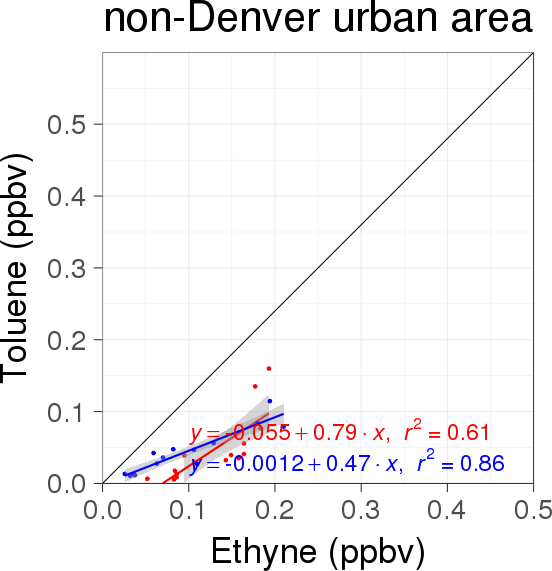 non-Denver urban area
Toluene (ppbv)
0.5
0.4
0.3
0.2
0.1
0.0
y = -0.055 + 0.79 · x, r² = 0.61
y = -0.0012 + 0.47 · x, r² = 0.86
0.0 0.1 0.2 0.3 0.4 0.5
Ethyne (ppbv)